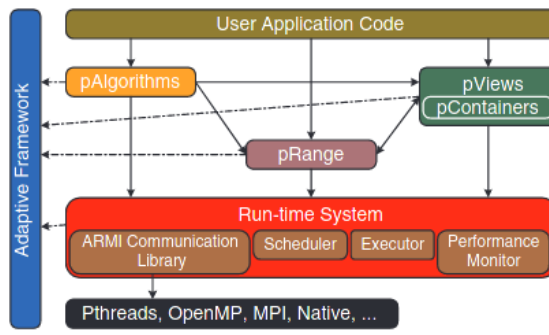 User Application Code
Adaptive Framework
pAlgorithms
pViews
pContainers
pRange
Run-time System
ARMI Communication
Library
Scheduler
Executor
Performance
Monitor
Pthreads, OpenMP, MPI, Native, ...